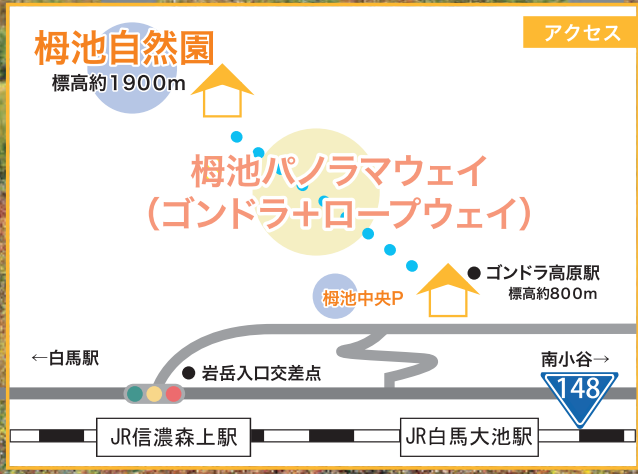 アクセス
栂池自然園
標高約1900m
栂池パノラマウェイ
（ゴンドラ＋ロープウェイ）
ゴンドラ高原駅
標高約800m
栂池中央P
←白馬駅
岩岳入口交差点
南小谷→
148
JR信濃森上駅
JR白馬大池駅